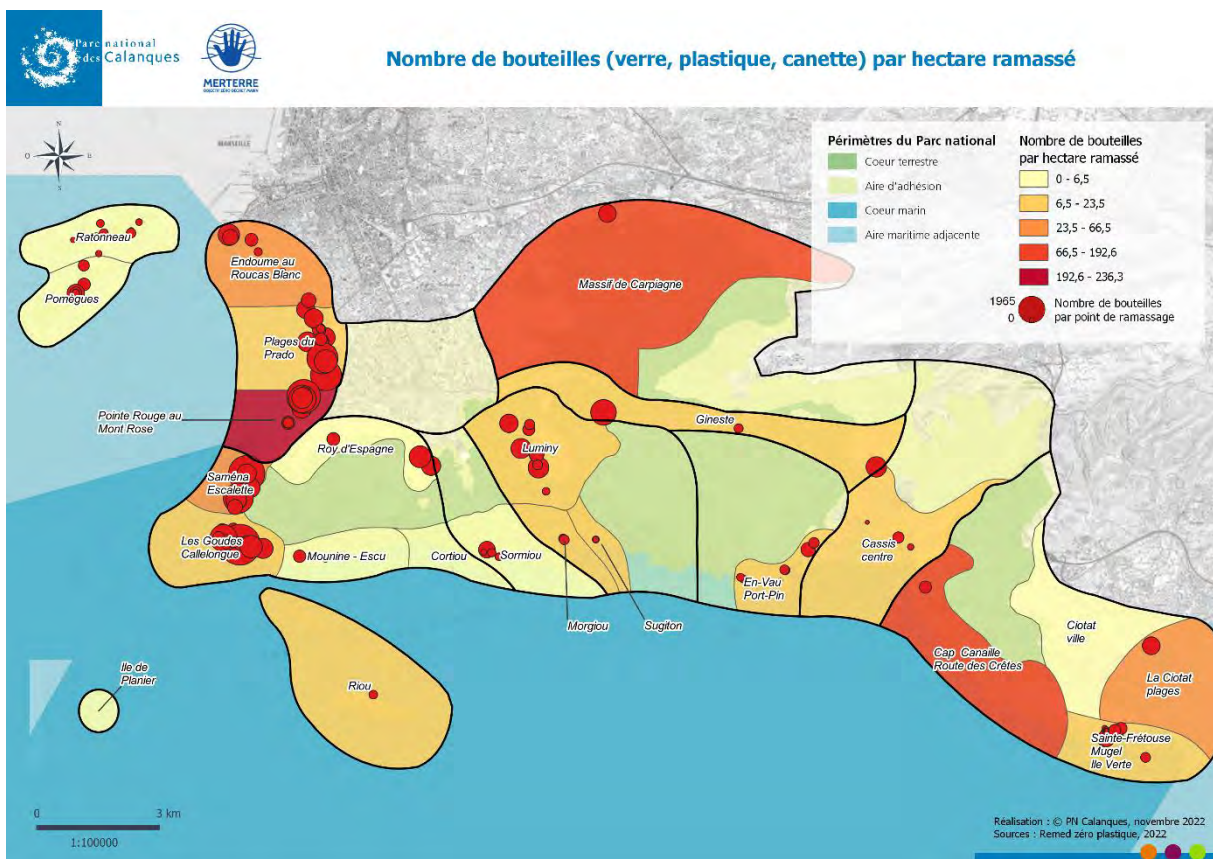 Parc national
des Calanques
MERTERRE
OBJECTIF ZÉRO DÉCHET MARIN
Nombre de bouteilles (verre, plastique, canette) par hectare ramassé
N
O
E
S
MARSEILLE
Périmètres du Parc national
Coeur terrestre
Aire d'adhésion
Coeur marin
Aire maritime adjacente
Nombre de bouteilles
par hectare ramassé
0 - 6,5
6,5 - 23,5
23,5 - 66,5
66,5 - 192,6
192,6 - 236,3
1965
0
Nombre de bouteilles
par point de ramassage
Ratonneau
Pomègues
Endoume au
Roucas Blanc
Massif de Carpiagne
Plages du
Prado
Pointe Rouge au
Mont Rose
Roy d'Espagne
Luminy
Gineste
Saména
Escalette
Les Goudes
Callelongue
Mounine - Escu
Cortiou
Sormiou
Cassis
centre
En-Vau
Port-Pin
Morgiou
Sugiton
Ciotat
ville
Cap Canaille
Route des Crêtes
La Ciotat
plages
Ile de
Planier
Riou
Sainte-Frétouse
Mugel
Ile Verte
0
3 km
1:100000
Réalisation : © PN Calanques, novembre 2022
Sources : Remed zéro plastique, 2022